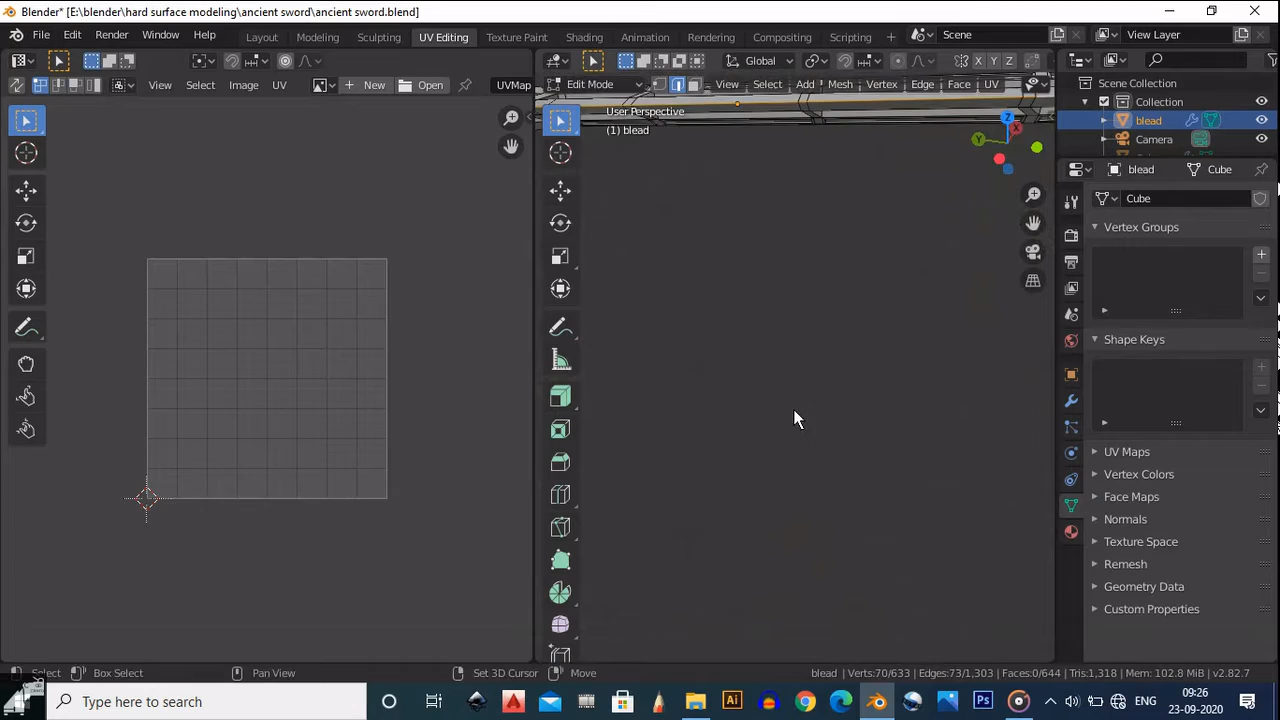 Blender* [E:\blender\hard surface modeling\ancient sword\ancient sword.blend]
File Edit Render Window Help Layout Modeling Sculpting UV Editing Texture Paint Shading Animation Rendering Compositing Scripting Scene View Layer
Global X Y Z
View Select Image UV New Open UVMap Edit Mode View Select Add Mesh Vertex Edge Face UV
Scene Collection
Collection
blead
Camera
User Perspective
(1) blead
Z
X
Y
blead Cube
Cube
Vertex Groups
Shape Keys
UV Maps
Vertex Colors
Face Maps
Normals
Texture Space
Remesh
Geometry Data
Custom Properties
Select Box Select Pan View Set 3D Cursor Move blead | Verts:70/633 | Edges:73/1,303 | Faces:0/644 | Tris:1,318 | Mem: 102.8 MiB | v2.82.7
Type here to search Ai Ps ENG 09:26
23-09-2020